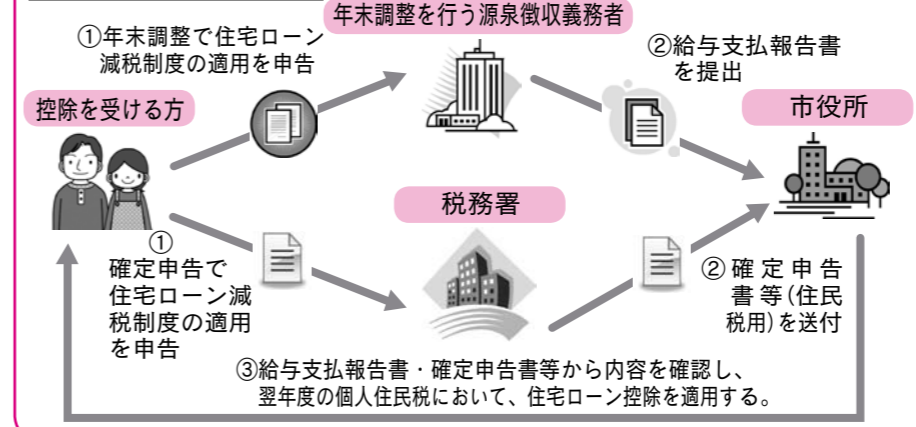 年末調整を行う源泉徴収義務者
①年末調整で住宅ローン
減税制度の適用を申告
②給与支払報告書
を提出
控除を受ける方
市役所
税務署
①
確定申告で
住宅ローン減
税制度の適用
を申告
②確定申告
書等(住民
税用)を送付
③給与支払報告書・確定申告書等から内容を確認し、
翌年度の個人住民税において、住宅ローン控除を適用する。